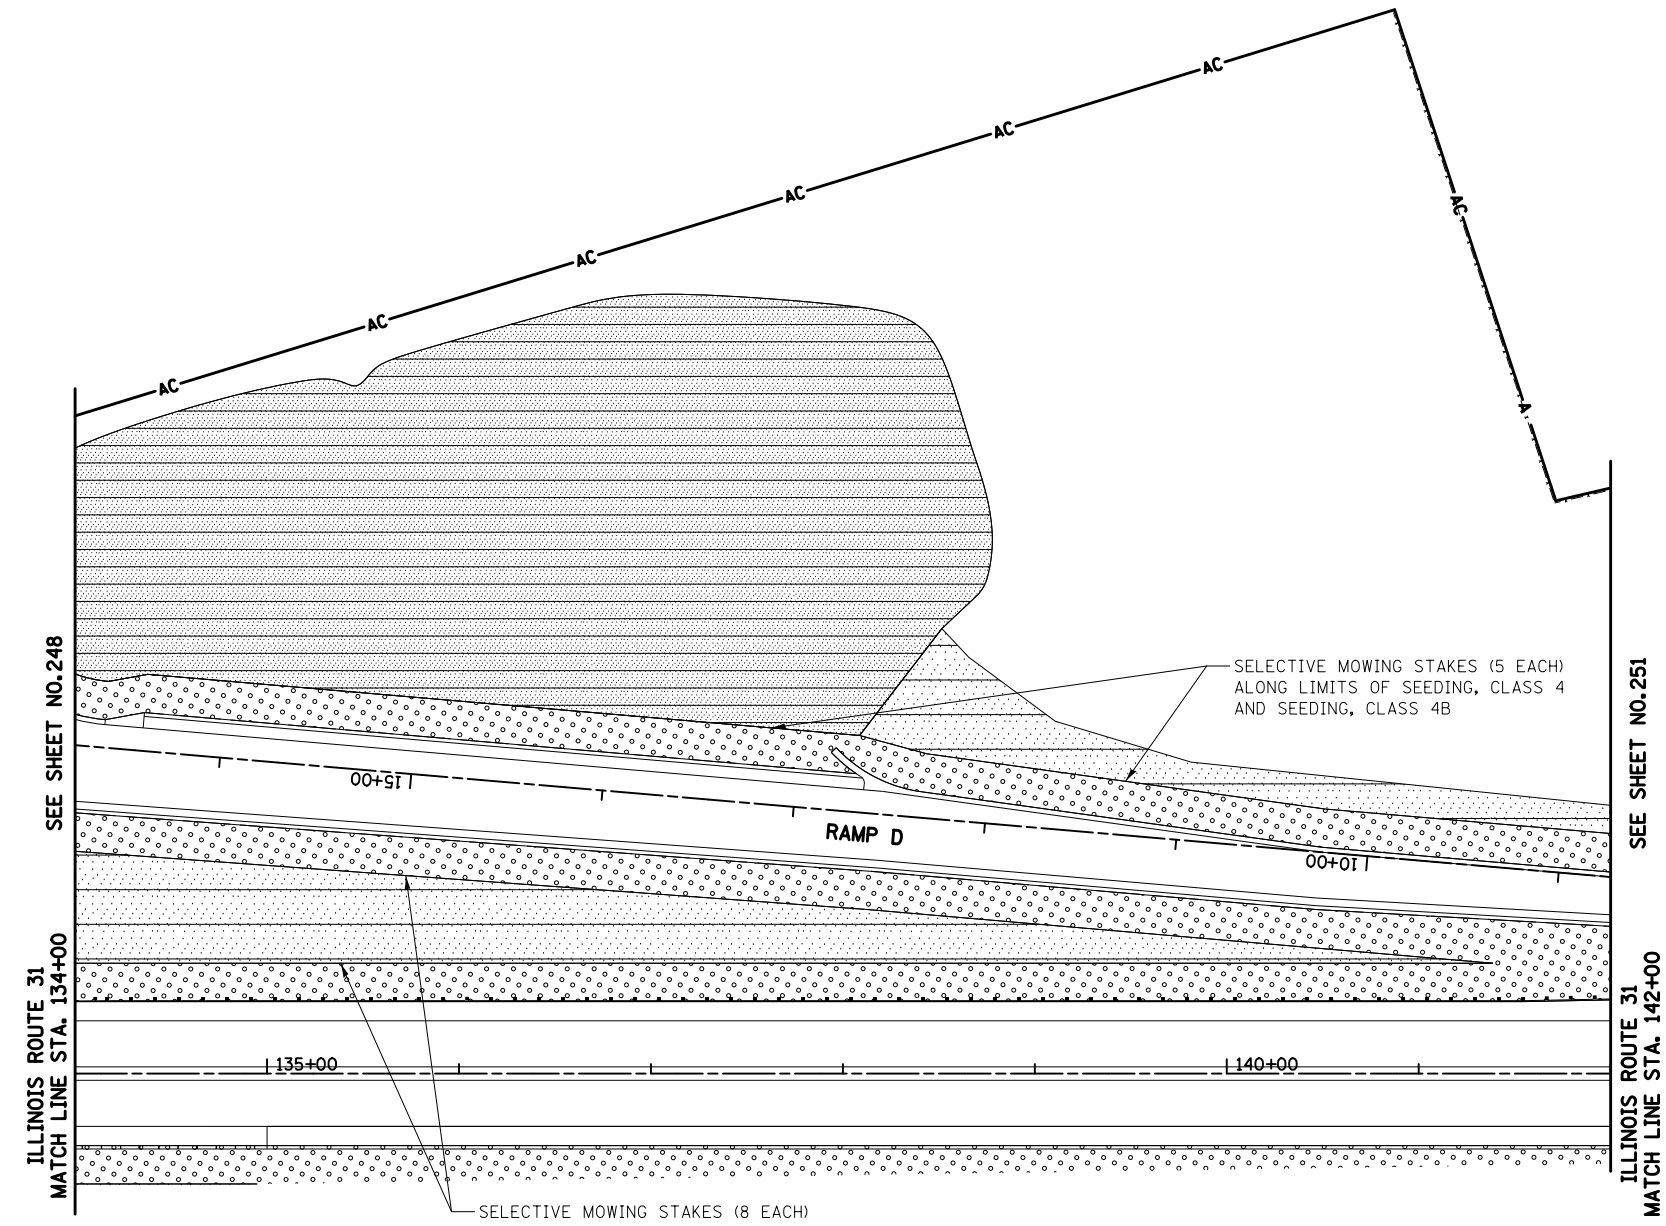 AC
AC
AC
AC
AC
AC
AC
A
SEE SHEET NO.248
SEE SHEET NO.251
SELECTIVE MOWING STAKES (5 EACH)
ALONG LIMITS OF SEEDING, CLASS 4
AND SEEDING, CLASS 4B
15+00
RAMP D
10+00
ILLINOIS ROUTE 31
MATCH LINE STA. 134+00
135+00
140+00
ILLINOIS ROUTE 31
MATCH LINE STA. 142+00
SELECTIVE MOWING STAKES (8 EACH)